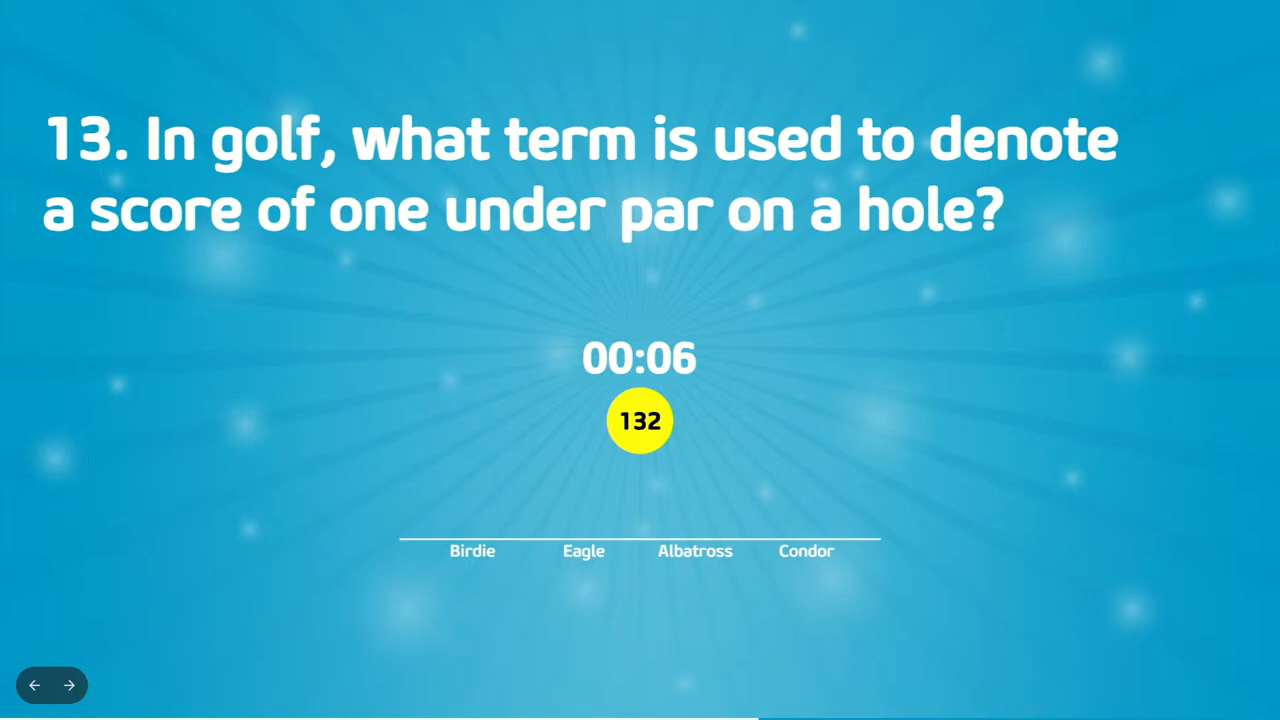 13. In golf, what term is used to denote
a score of one under par on a hole?
00:06
132
Birdie Eagle Albatross Condor